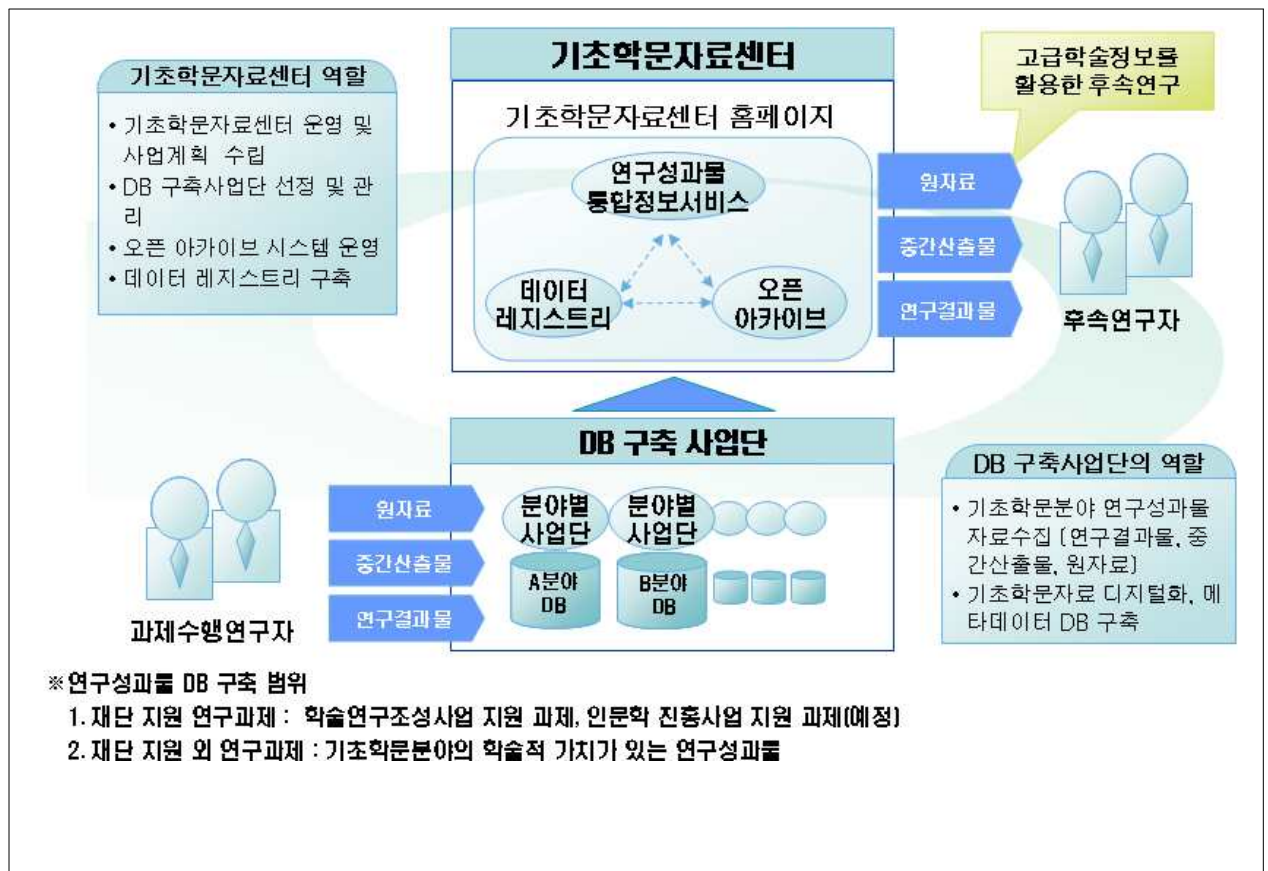 기초학문자료센터
기초학문자료센터 역할
• 기초학문자료센터 운영 및
사업계획 수립
• DB 구축사업단 선정 및 관
리
• 오픈 아카이브 시스템 운영
• 데이터 레지스트리 구축
기초학문자료센터 홈페이지
연구성과물
통합정보서비스
데이터
레지스트리
오픈
아카이브
고급학술정보를
활용한 후속연구
원자료
중간산출물
연구결과물
후속연구자
DB 구축 사업단
과제수행연구자
원자료
중간산출물
연구결과물
분야별
사업단
분야별
사업단
A분야
DB
B분야
DB
DB 구축사업단의 역할
• 기초학문분야 연구성과물
자료수집 (연구결과물, 중
간산출물, 원자료)
• 기초학문자료 디지털화, 메
타데이터 DB 구축
※연구성과물 DB 구축 범위
1. 재단 지원 연구과제 : 학술연구조성사업 지원 과제, 인문학 진흥사업 지원 과제(예정)
2. 재단 지원 외 연구과제 : 기초학문분야의 학술적 가치가 있는 연구성과물